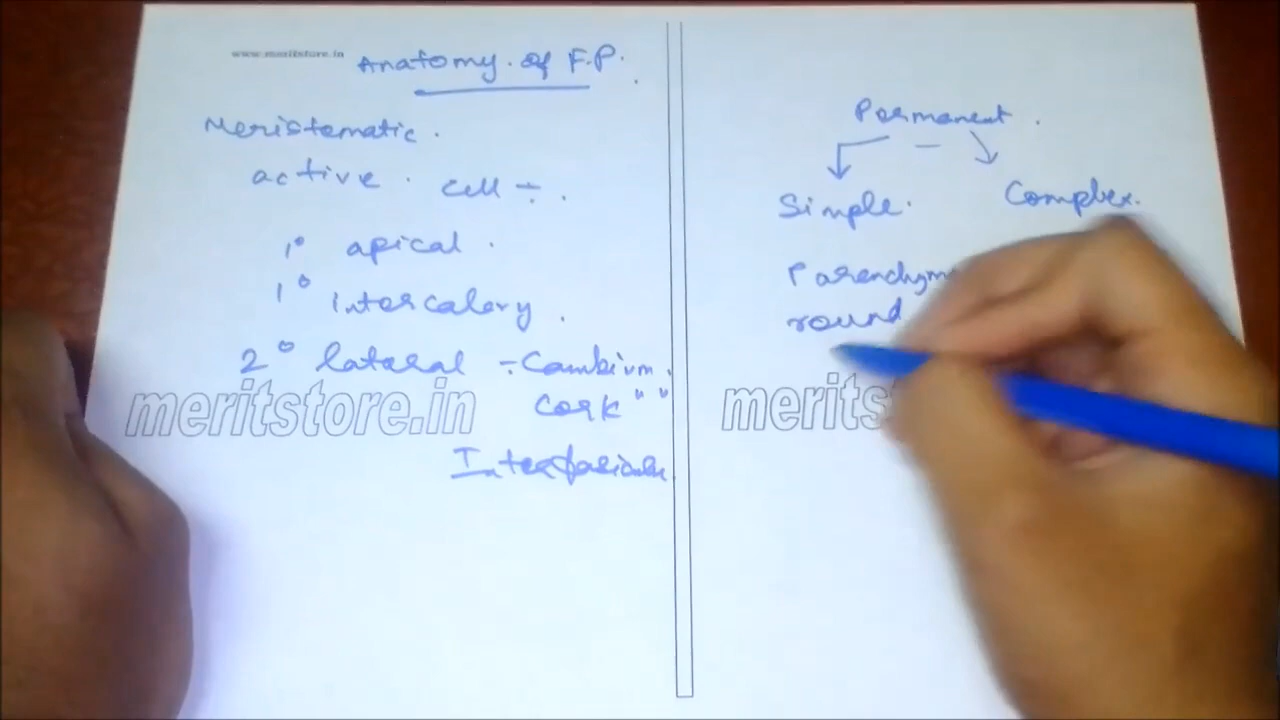 www.meritstore.in
Anatomy of F.P.
Meristematic.
active. cell ÷.
1° apical.
1° Intercalary.
2° lateral ÷ Cambium.
cork " "
meritstore.in
Permanent.
Simple.
Complex.
Parenchym
round
merits